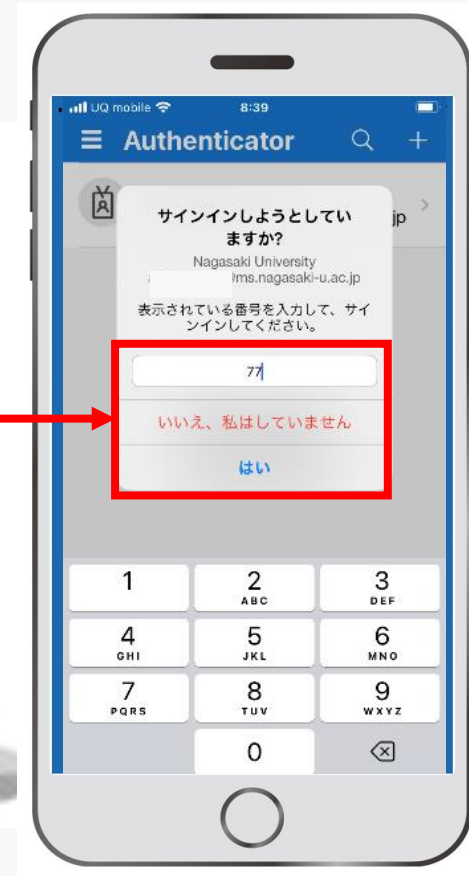 UQ mobile 8:39
Authenticator
jp
サインインしようとしてい
ますか?
Nagasaki University
@ms.nagasaki-u.ac.jp
表示されている番号を入力して、サイ
ンインしてください。
77
いいえ、私はしていません
はい
1 2 3
ABC DEF
4 5 6
GHI JKL MNO
7 8 9
PQRS TUV WXYZ
0